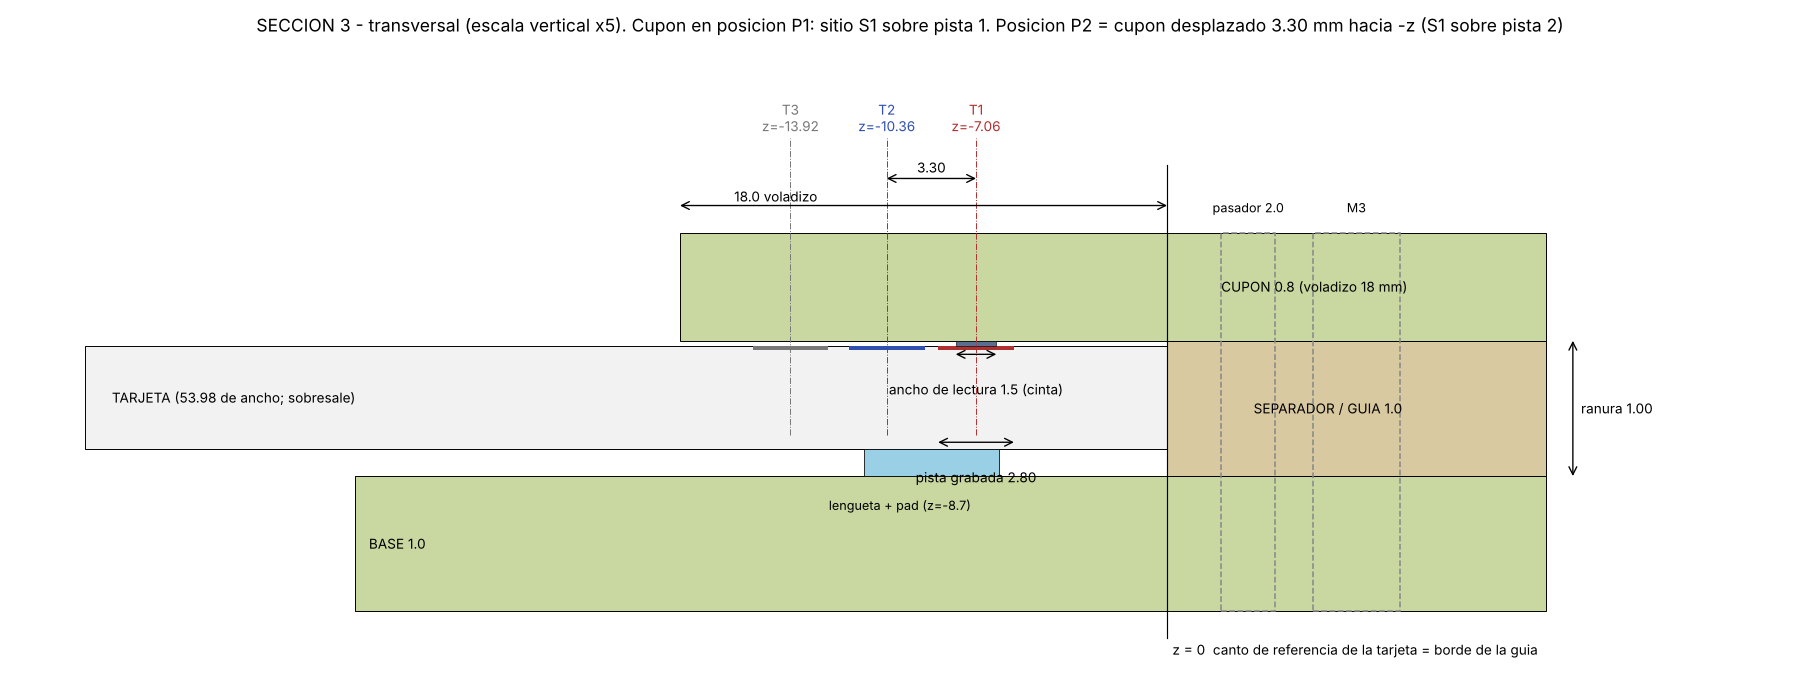 SECCION 3 - transversal (escala vertical x5). Cupon en posicion P1: sitio S1 sobre pista 1. Posicion P2 = cupon desplazado 3.30 mm hacia -z (S1 sobre pista 2)
T3
z=-13.92
T2
z=-10.36
T1
z=-7.06
3.30
18.0 voladizo
pasador 2.0
M3
CUPON 0.8 (voladizo 18 mm)
ancho de lectura 1.5 (cinta)
TARJETA (53.98 de ancho; sobresale)
SEPARADOR / GUIA 1.0
ranura 1.00
pista grabada 2.80
lengueta + pad (z=-8.7)
BASE 1.0
z = 0  canto de referencia de la tarjeta = borde de la guia